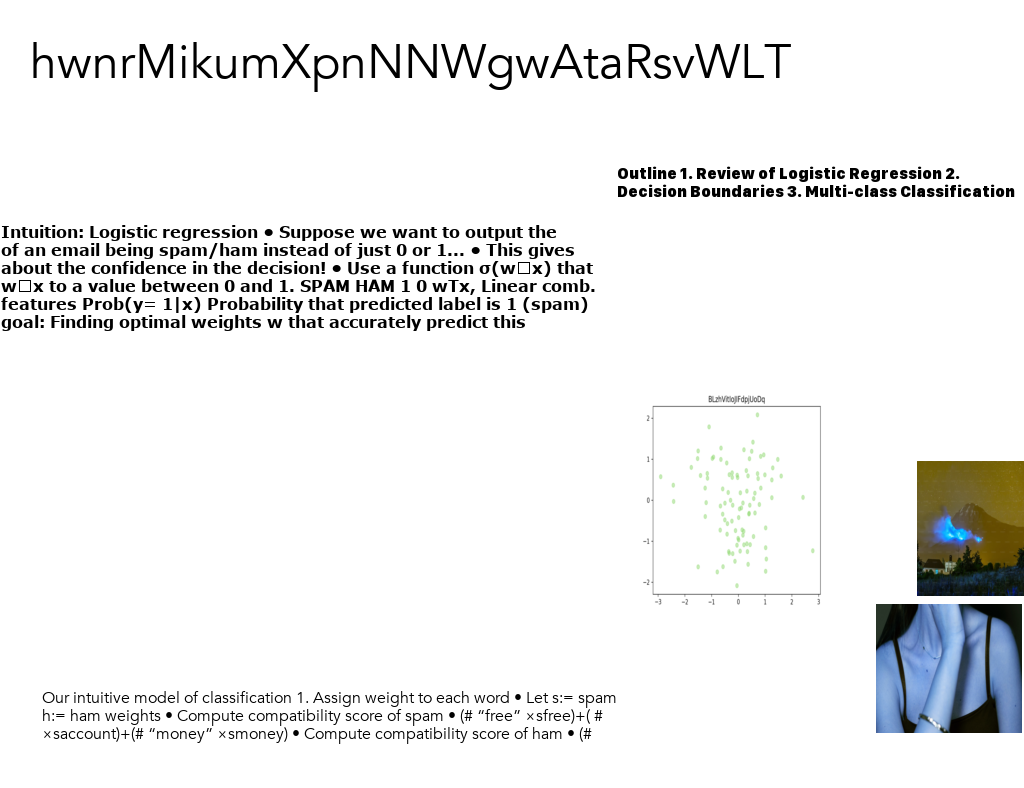 hwnrMikumXpnNNWgwAtaRsvWLT
Outline 1. Review of Logistic Regression 2.
Decision Boundaries 3. Multi-class Classification
Intuition: Logistic regression ● Suppose we want to output the
of an email being spam/ham instead of just 0 or 1... ● This gives
about the confidence in the decision! ● Use a function σ(w□x) that
w□x to a value between 0 and 1. SPAM HAM 1 0 wTx, Linear comb.
features Prob(y= 1|x) Probability that predicted label is 1 (spam)
goal: Finding optimal weights w that accurately predict this
BLzhVitlojIFdpjUoDq
2
1
0
−1
−2
−3 −2 −1 0 1 2 3
Our intuitive model of classification 1. Assign weight to each word • Let s:= spam
h:= ham weights • Compute compatibility score of spam • (# “free” ×sfree)+( #
×saccount)+(# “money” ×smoney) • Compute compatibility score of ham • (#